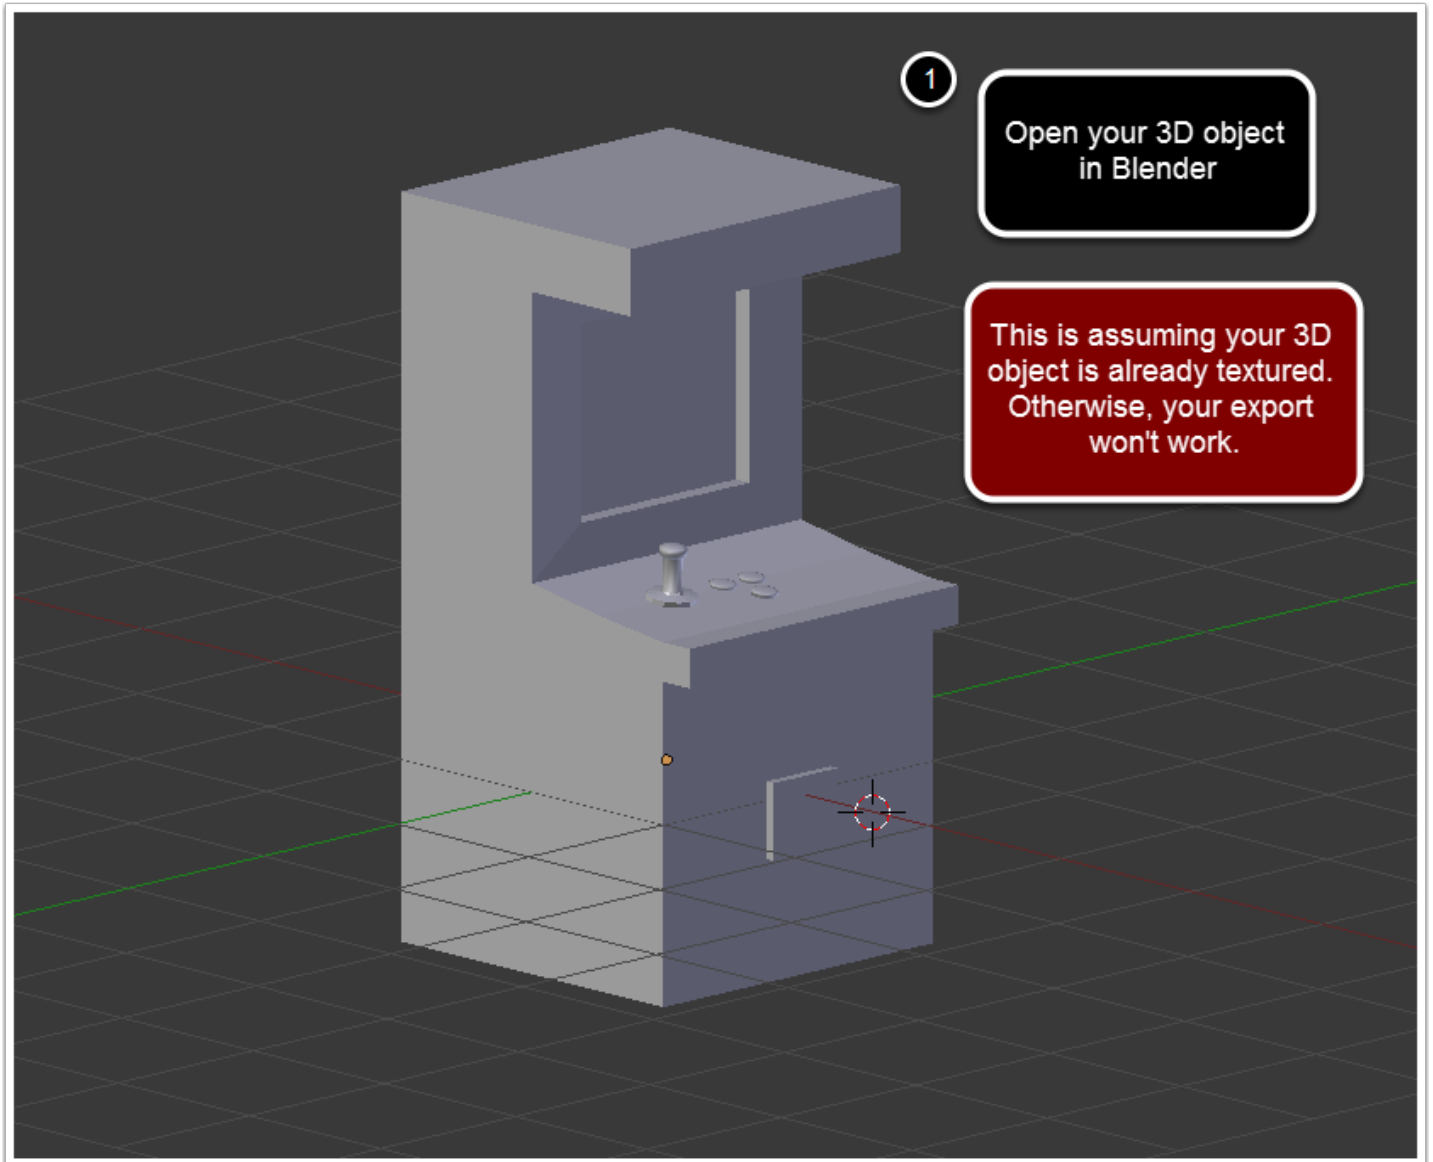 1
Open your 3D object
in Blender
This is assuming your 3D
object is already textured.
Otherwise, your export
won't work.